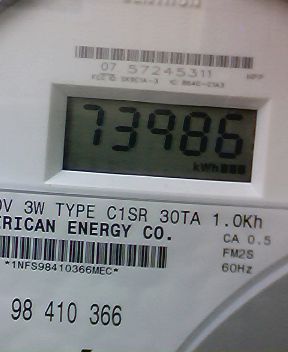 07 57245311
73986
kWh
V 3W TYPE C1SR 30TA 1.0Kh
ERICAN ENERGY CO.
CA 0.5
FM2S
60Hz
*1NFS98410366MEC*
98 410 366